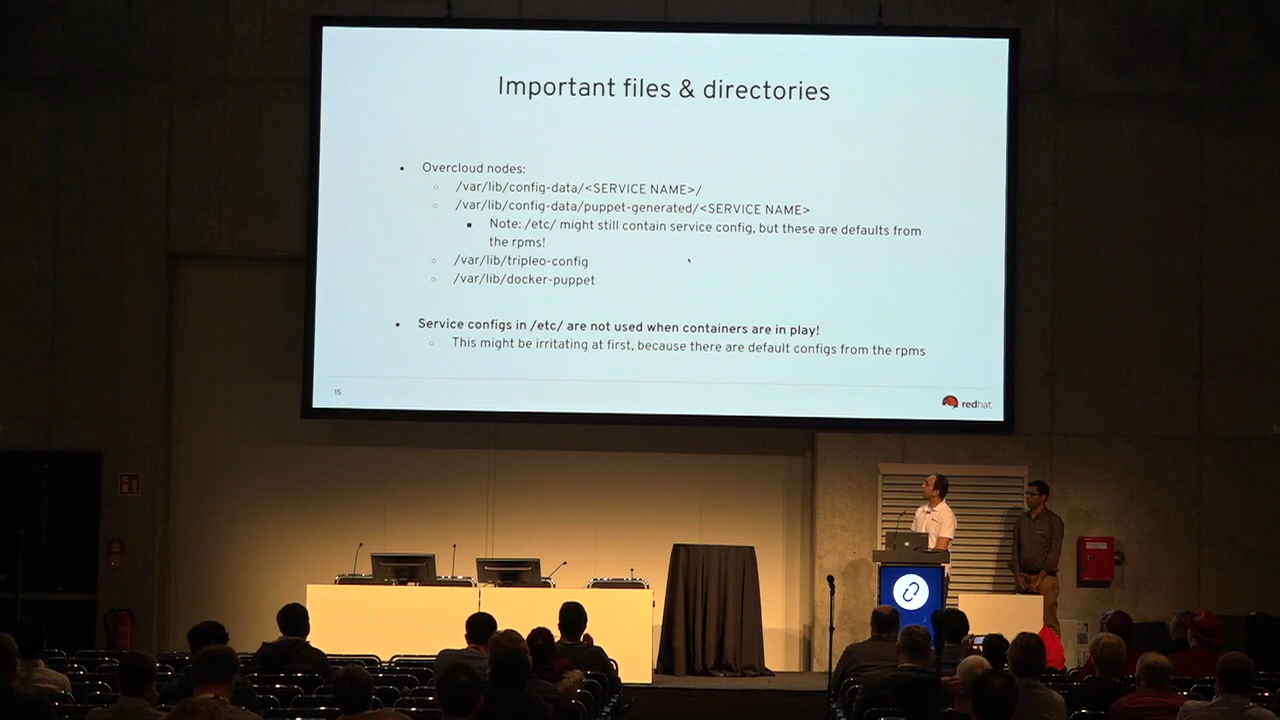 Important files & directories
Overcloud nodes:
/var/lib/config-data/<SERVICE NAME>/
/var/lib/config-data/puppet-generated/<SERVICE NAME>
Note: /etc/ might still contain service config, but these are defaults from
the rpms!
/var/lib/tripleo-config
/var/lib/docker-puppet
Service configs in /etc/ are not used when containers are in play!
This might be irritating at first, because there are default configs from the rpms
15
redhat